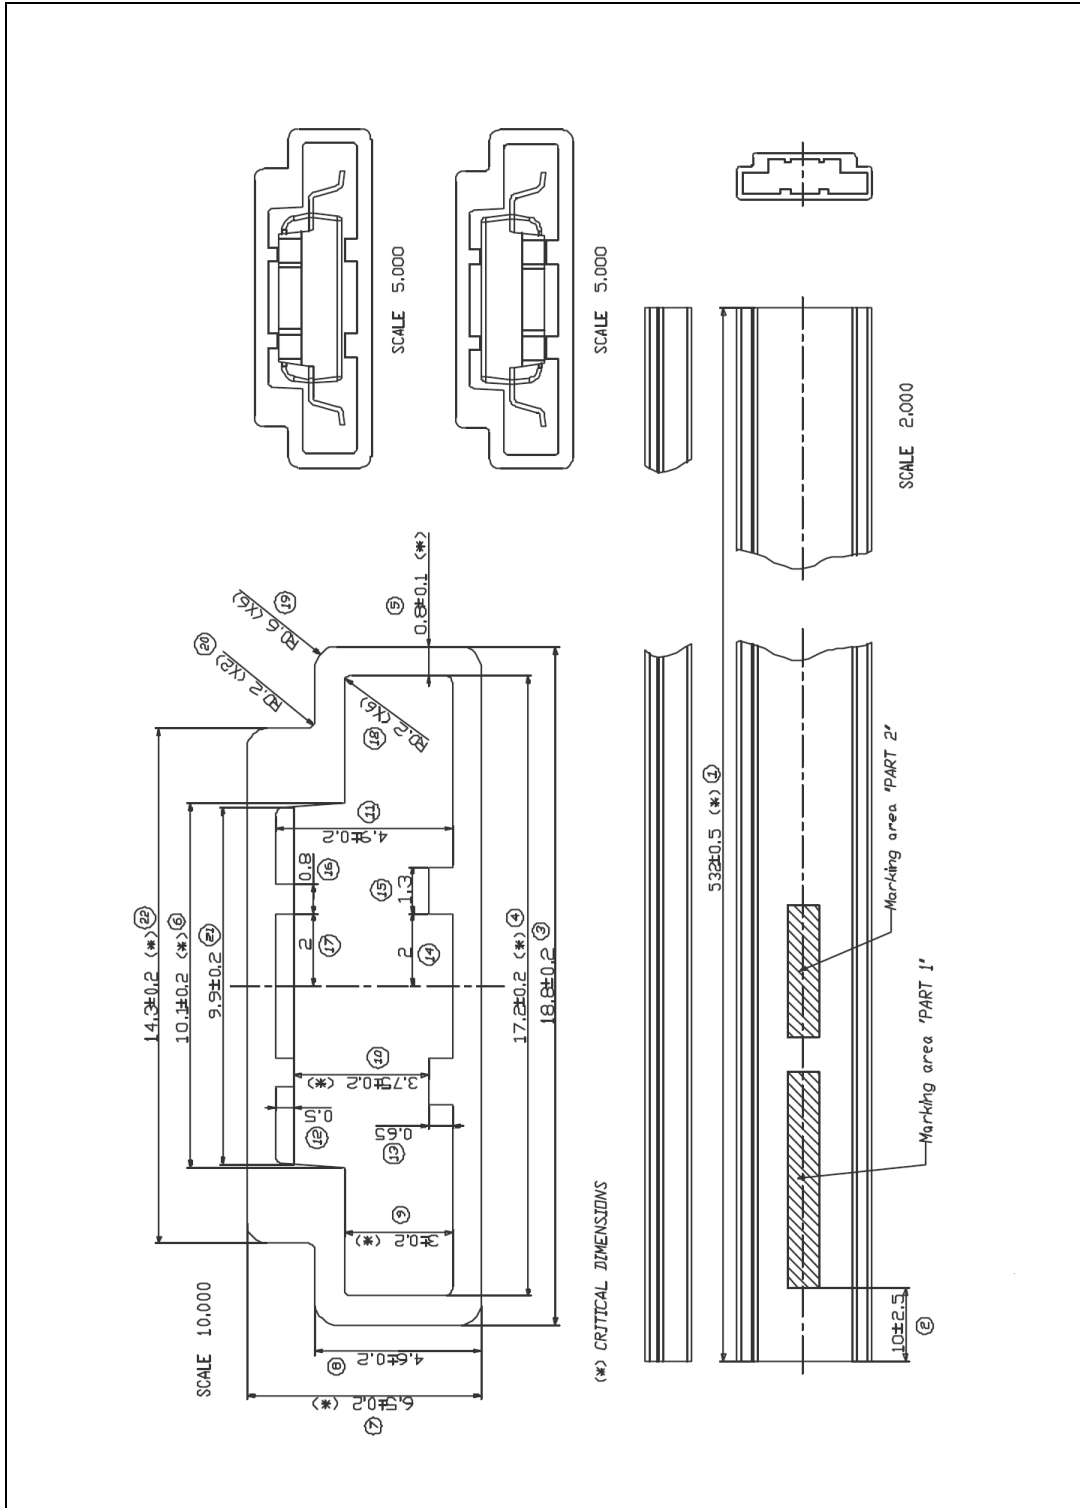 SCALE 5.000
SCALE 5.000
SCALE 2.000
SCALE 10.000
14.3±0.2 (*) 22
10.1±0.2 (*) 6
9.9±0.2 21
R0.2 (X2) 20
R0.6 (X6) 19
R0.2 (X6) 18
0.8±0.1 (*) 5
4.9±0.2 11
0.8 16
1.3 15
2 17
2 14
3.75±0.2 (*) 10
0.5 12
0.65 13
3±0.2 (*) 9
17.2±0.2 (*) 4
18.8±0.2 3
4.6±0.2 8
6.5±0.2 (*) 7
(*) CRITICAL DIMENSIONS
532±0.5 (*) 1
10±2.5 2
Marking area 'PART 1'
Marking area 'PART 2'